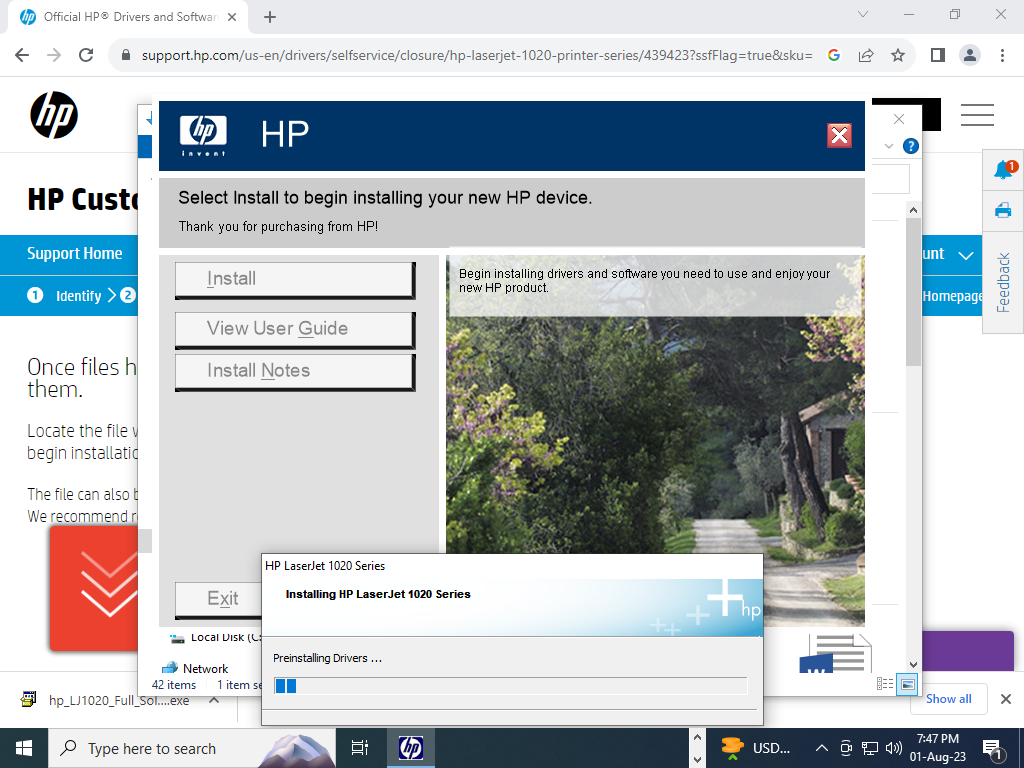 Official HP® Drivers and Softwar
support.hp.com/us-en/drivers/selfservice/closure/hp-laserjet-1020-printer-series/439423?ssfFlag=true&sku=
hp
HP Custo
Support Home
unt
1 Identify 2
Homepage
Once files h
them.
Locate the file
begin installatio
The file can also b
We recommend r
1
Feedback
hp
invent
HP
Select Install to begin installing your new HP device.
Thank you for purchasing from HP!
Install
View User Guide
Install Notes
Exit
Begin installing drivers and software you need to use and enjoy your
new HP product.
HP LaserJet 1020 Series
Installing HP LaserJet 1020 Series
hp
Preinstalling Drivers ...
Local Disk (C:
Network
42 items 1 item se
W
hp_LJ1020_Full_Sol....exe
Show all
Type here to search
hp
USD...
7:47 PM
01-Aug-23
1